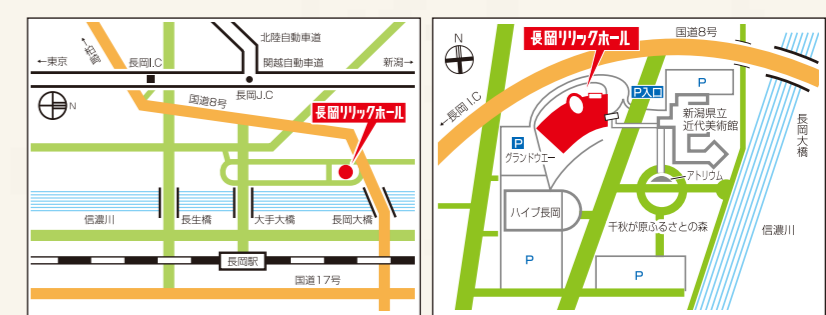 北陸自動車道
←東京
←柏崎
長岡I.C
関越自動車道
新潟→
長岡J.C
国道8号
N
長岡リリックホール
信濃川
長生橋
大手大橋
長岡大橋
長岡駅
国道17号
N
長岡リリックホール
国道8号
←長岡I.C
P入口
P
新潟県立
近代美術館
長岡大橋
P
グランドウエー
アトリウム
ハイブ長岡
千秋が原ふるさとの森
信濃川
P
P